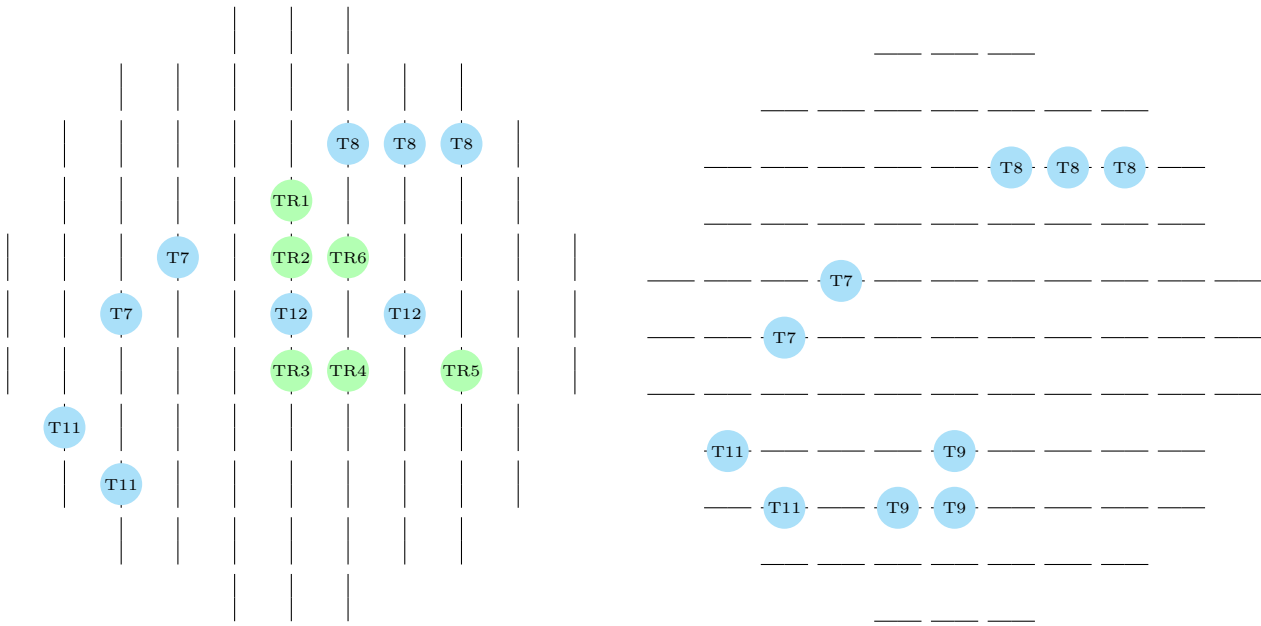 T8 T8 T8
TR1
T7 TR2 TR6
T7 T12 T12
TR3 TR4 TR5
T11
T11
T8 T8 T8
T7
T7
T11 T9
T11 T9 T9